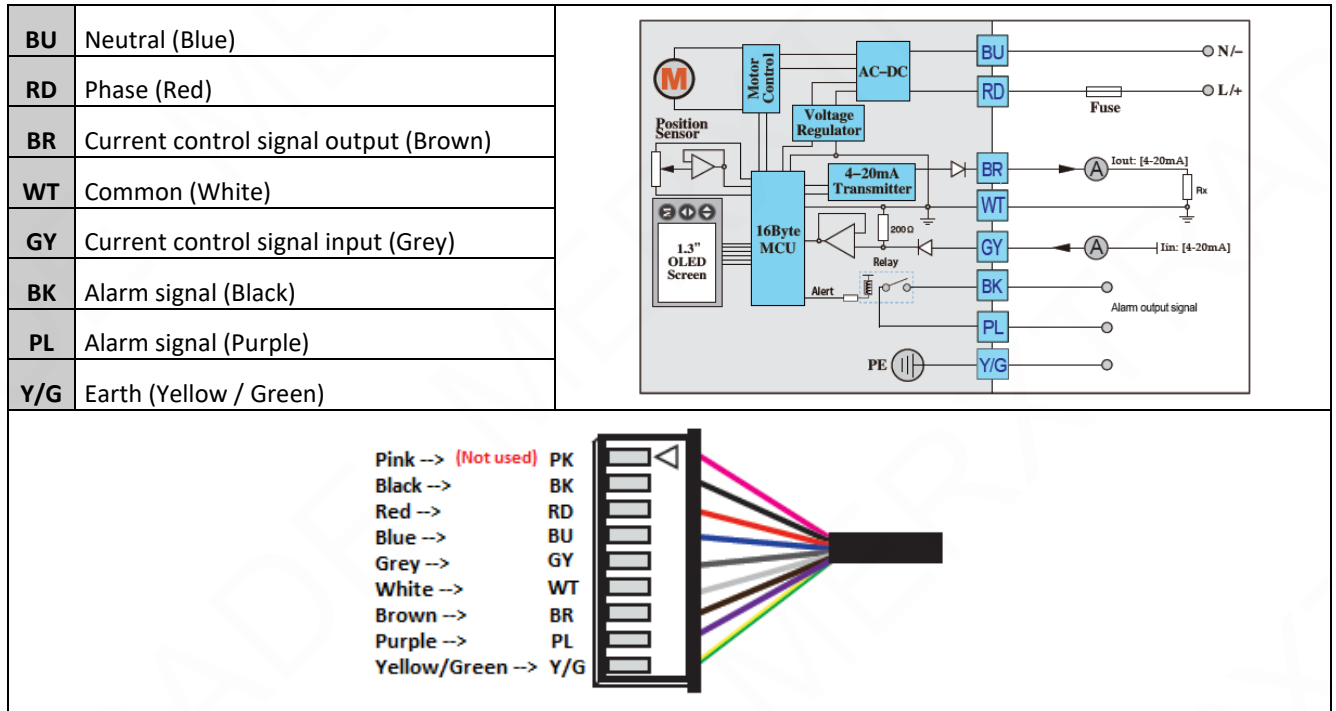 BU Neutral (Blue)
RD Phase (Red)
BR Current control signal output (Brown)
WT Common (White)
GY Current control signal input (Grey)
BK Alarm signal (Black)
PL Alarm signal (Purple)
Y/G Earth (Yellow / Green)
M
Motor
Control
AC–DC
Voltage
Regulator
Position
Sensor
4–20mA
Transmitter
M
1.3"
OLED
Screen
16Byte
MCU
200 Ω
Relay
Alert
PE
BU
N/–
RD
L/+
Fuse
BR
A
Iout: [4-20mA]
Rx
WT
GY
A
Iin: [4-20mA]
BK
Alarm output signal
PL
Y/G
Pink --> (Not used) PK
Black --> BK
Red --> RD
Blue --> BU
Grey --> GY
White --> WT
Brown --> BR
Purple --> PL
Yellow/Green --> Y/G